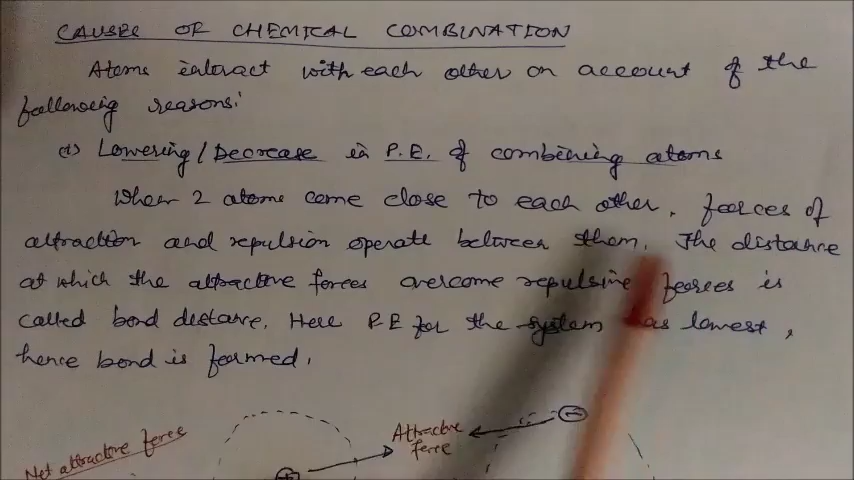 CAUSES OF CHEMICAL COMBINATION
Atoms interact with each other on account of the
following reasons:
(i) Lowering/Decrease in P.E. of combining atoms
When 2 atoms come close to each other, forces of
attraction and repulsion operate between them. The distance
at which the attractive forces overcome repulsive forces is
called bond distance. Here P.E for the system is lowest,
hence bond is formed.
Net attractive force
Attractive
force
+
−